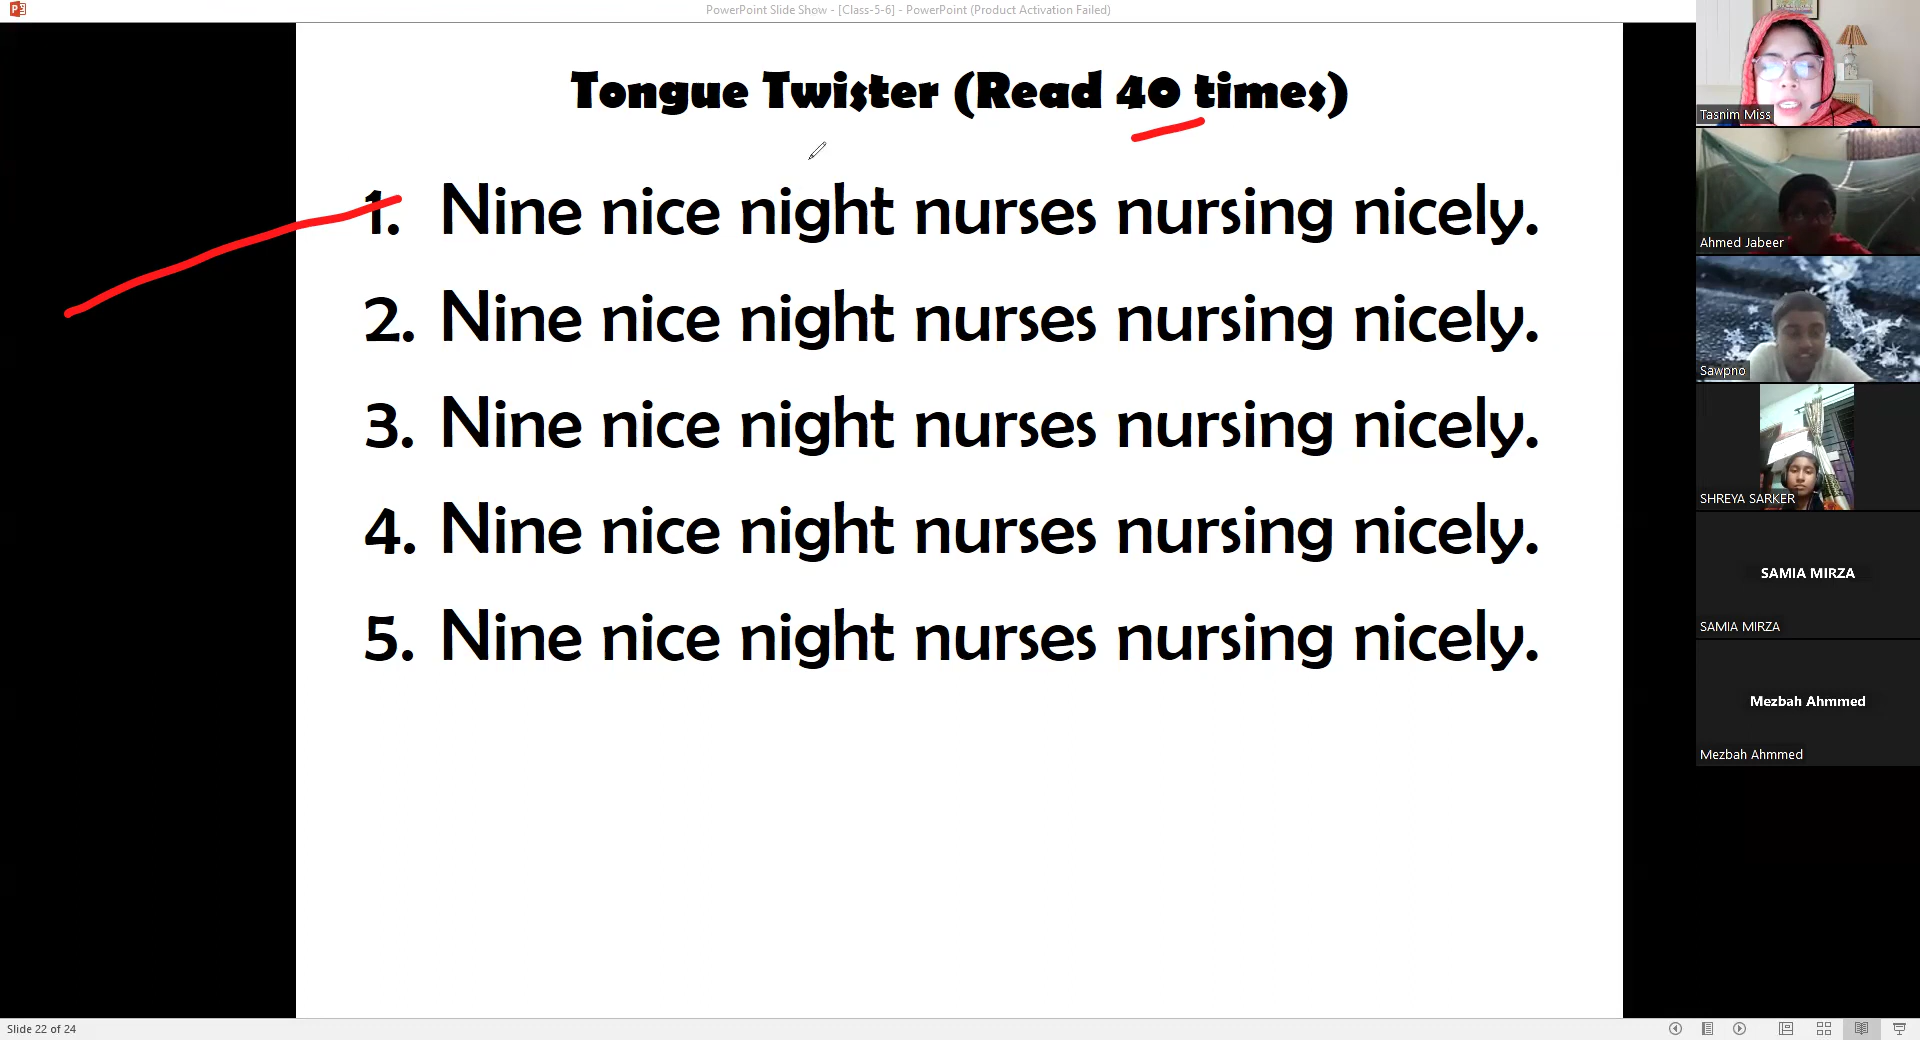 PowerPoint Slide Show - [Class-5-6] - PowerPoint (Product Activation Failed)
Tongue Twister (Read 40 times)
1. Nine nice night nurses nursing nicely.
2. Nine nice night nurses nursing nicely.
3. Nine nice night nurses nursing nicely.
4. Nine nice night nurses nursing nicely.
5. Nine nice night nurses nursing nicely.
Tasnim Miss
Ahmed Jabeer
Sawpno
SHREYA SARKER
SAMIA MIRZA
SAMIA MIRZA
Mezbah Ahmmed
Mezbah Ahmmed
Slide 22 of 24